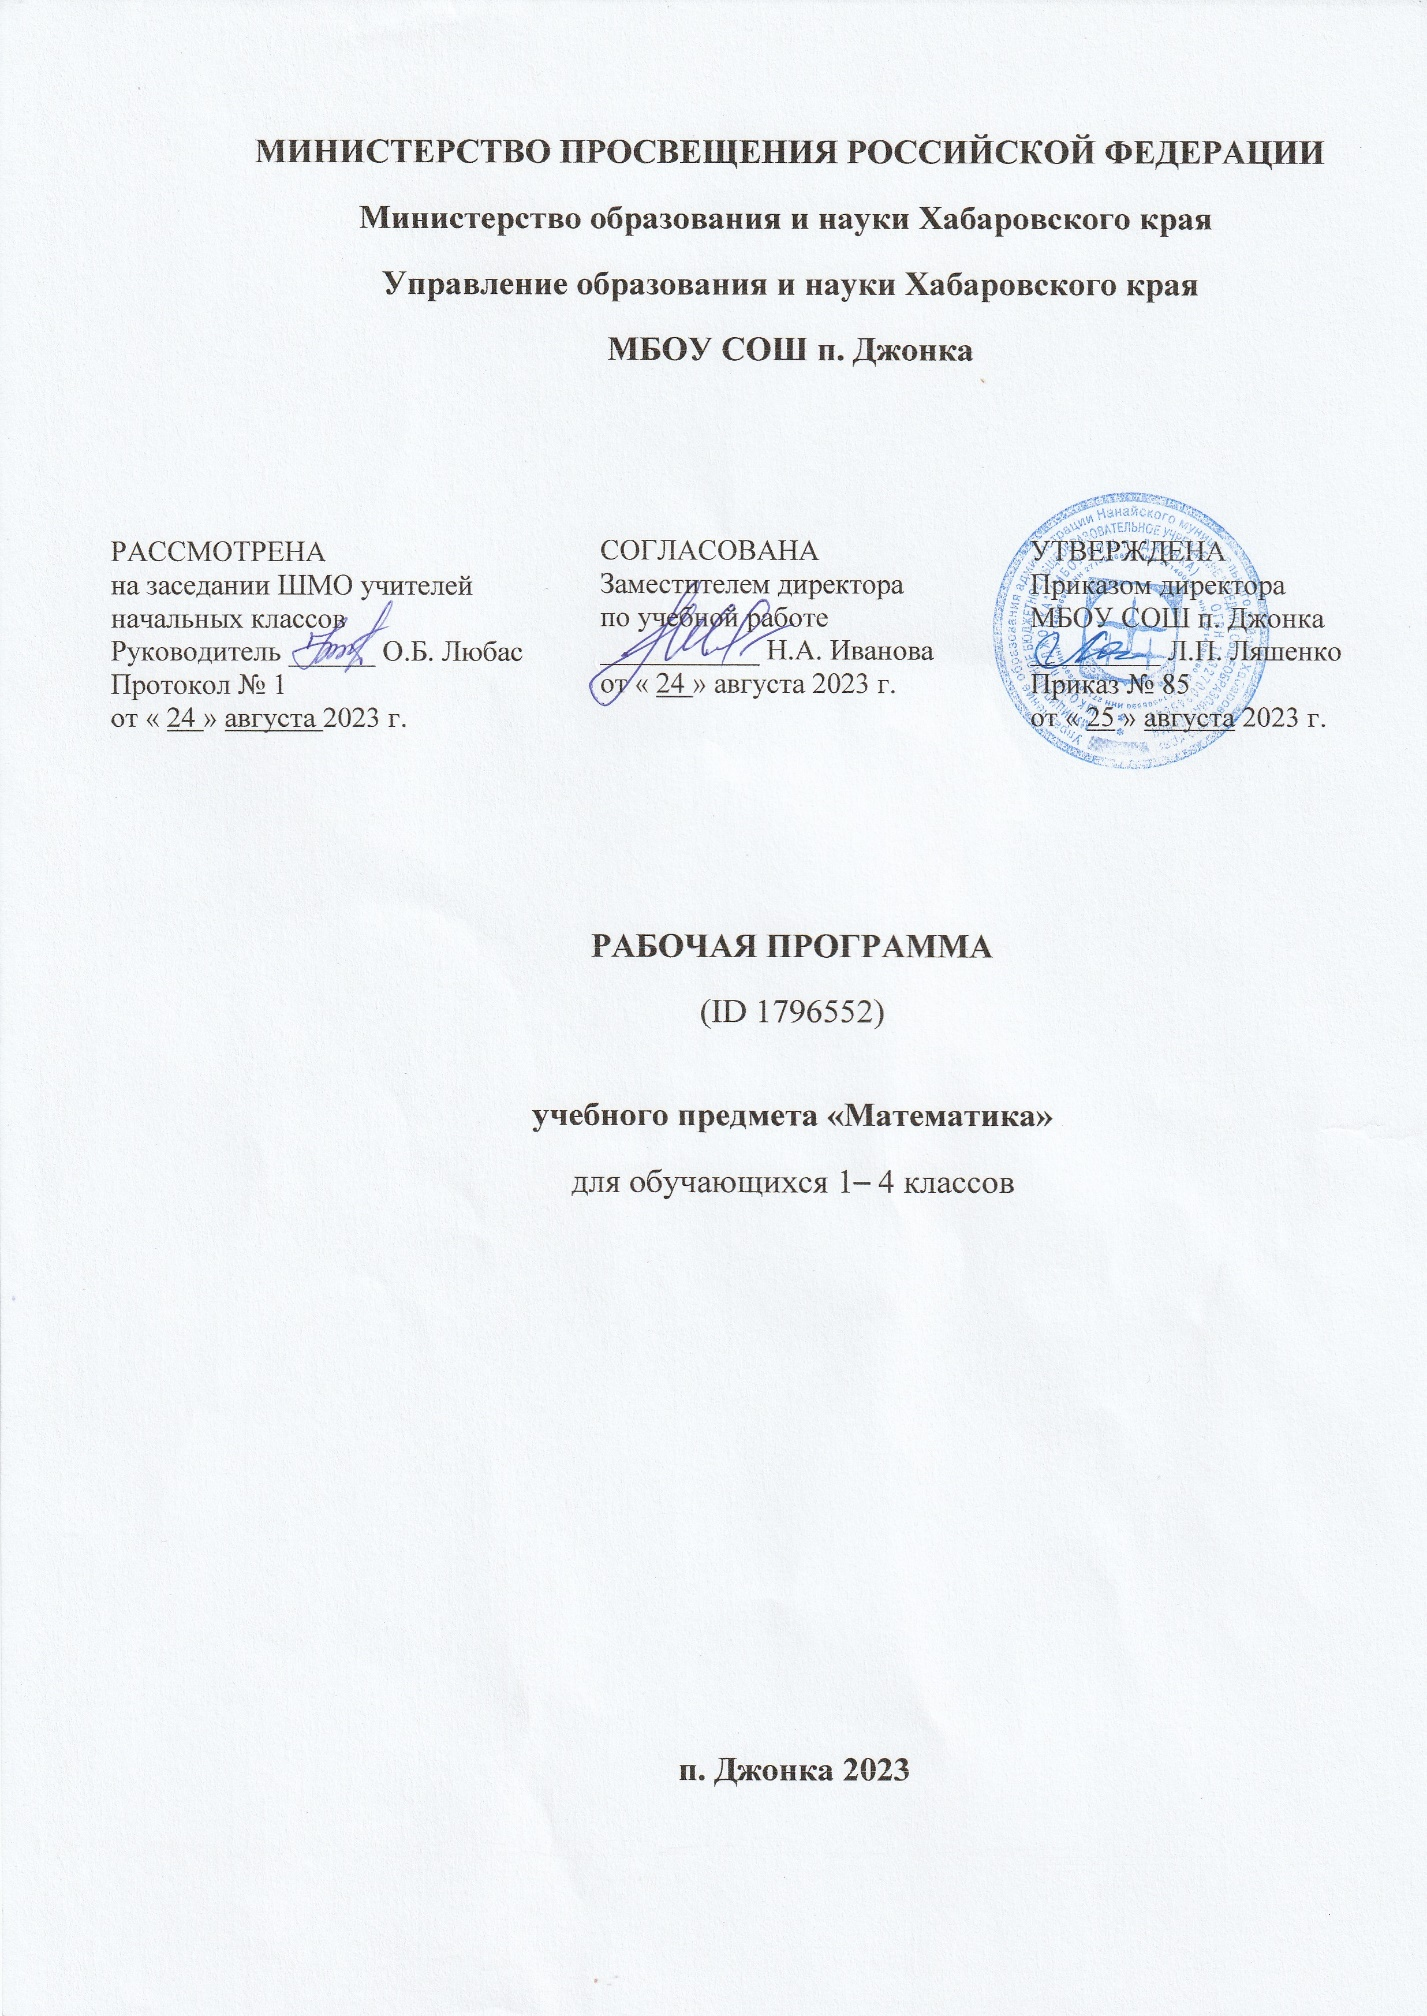 МИНИСТЕРСТВО ПРОСВЕЩЕНИЯ РОССИЙСКОЙ ФЕДЕРАЦИИ
Министерство образования и науки Хабаровского края
Управление образования и науки Хабаровского края
МБОУ СОШ п. Джонка
РАССМОТРЕНА
на заседании ШМО учителей
начальных классов
Руководитель ______ О.Б. Любас
Протокол № 1
от « 24 » августа 2023 г.
СОГЛАСОВАНА
Заместителем директора
по учебной работе
___________ Н.А. Иванова
от « 24 » августа 2023 г.
УТВЕРЖДЕНА
Приказом директора
МБОУ СОШ п. Джонка
_________ Л.П. Ляшенко
Приказ № 85
от « 25 » августа 2023 г.
РАБОЧАЯ ПРОГРАММА
(ID 1796552)
учебного предмета «Математика»
для обучающихся 1– 4 классов
п. Джонка 2023